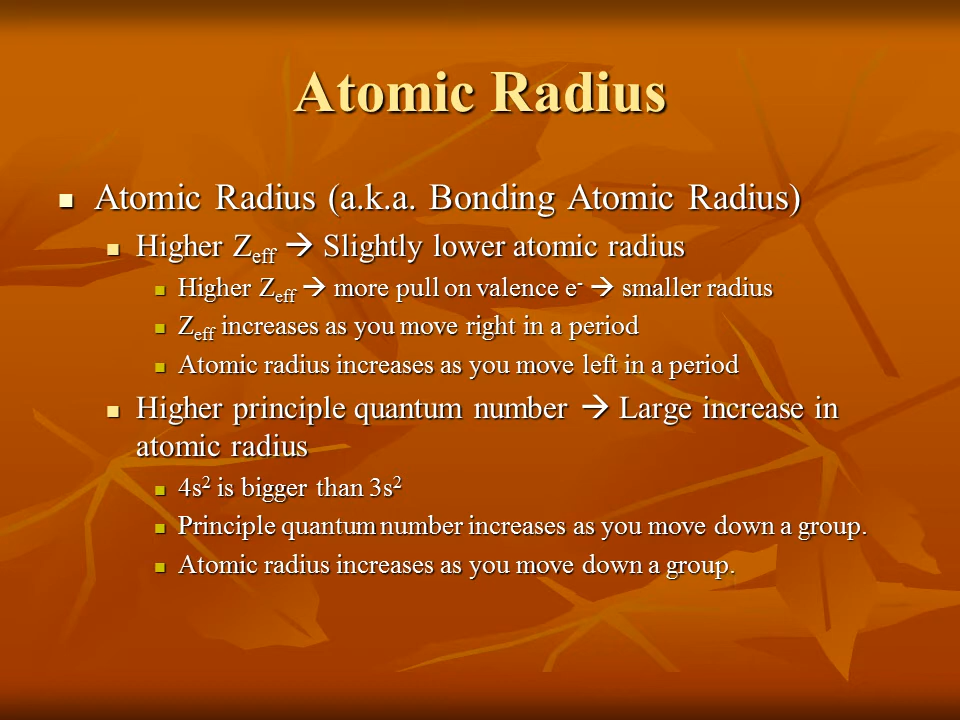 Atomic Radius
Atomic Radius (a.k.a. Bonding Atomic Radius)
Higher Zeff → Slightly lower atomic radius
Higher Zeff → more pull on valence e- → smaller radius
Zeff increases as you move right in a period
Atomic radius increases as you move left in a period
Higher principle quantum number → Large increase in
atomic radius
4s2 is bigger than 3s2
Principle quantum number increases as you move down a group.
Atomic radius increases as you move down a group.